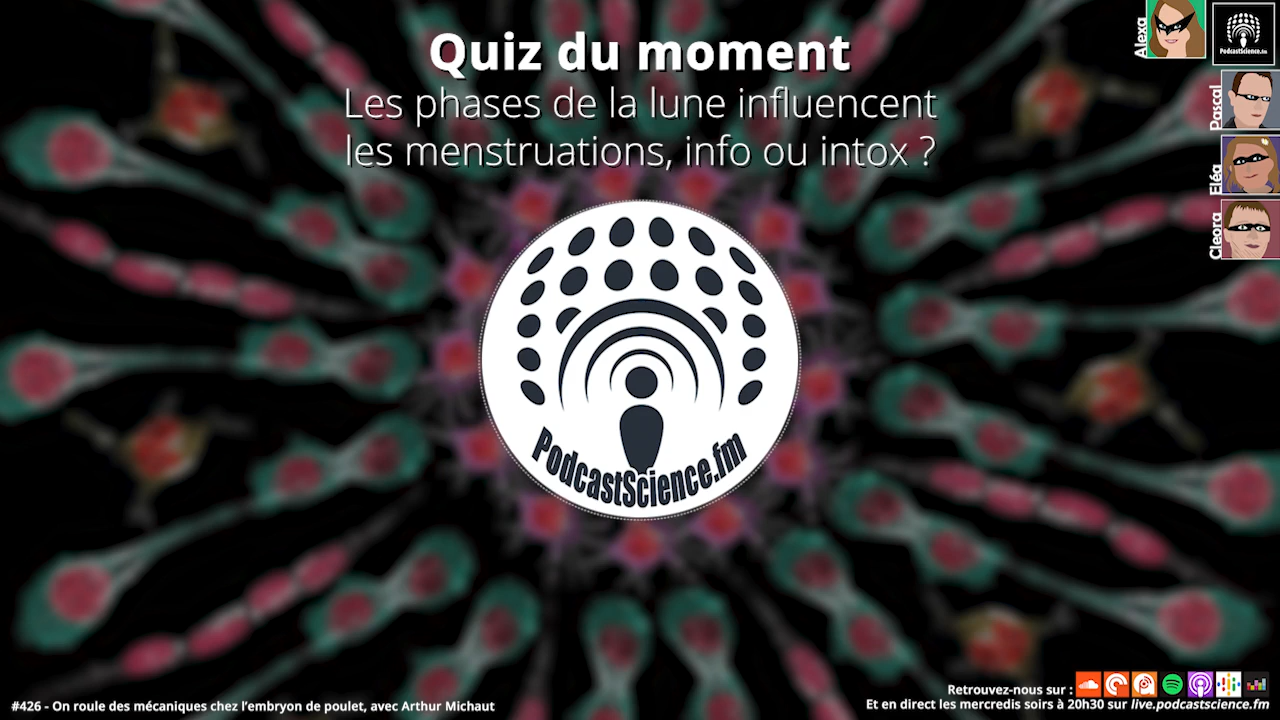 Quiz du moment
Les phases de la lune influencent
les menstruations, info ou intox ?
Alexa
PodcastScience.fm
Pascal
Eléa
Cleora
PodcastScience.fm
Retrouvez-nous sur :
#426 - On roule des mécaniques chez l'embryon de poulet, avec Arthur Michaut
Et en direct les mercredis soirs à 20h30 sur live.podcastscience.fm